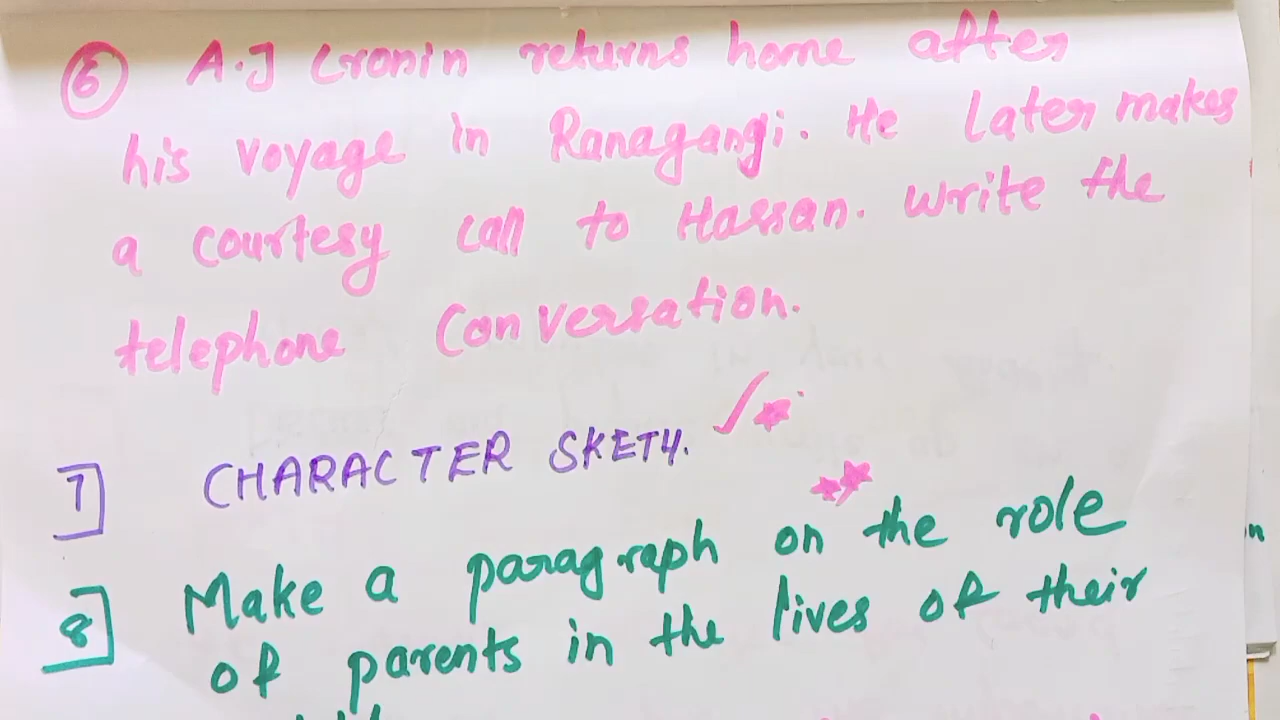 6 A.J Cronin returns home after
his voyage in Ranagangi. He Later makes
a courtesy call to Hassan. write the
telephone Conversation.
7 CHARACTER SKETH.
8 Make a paragraph on the role
of parents in the lives of their